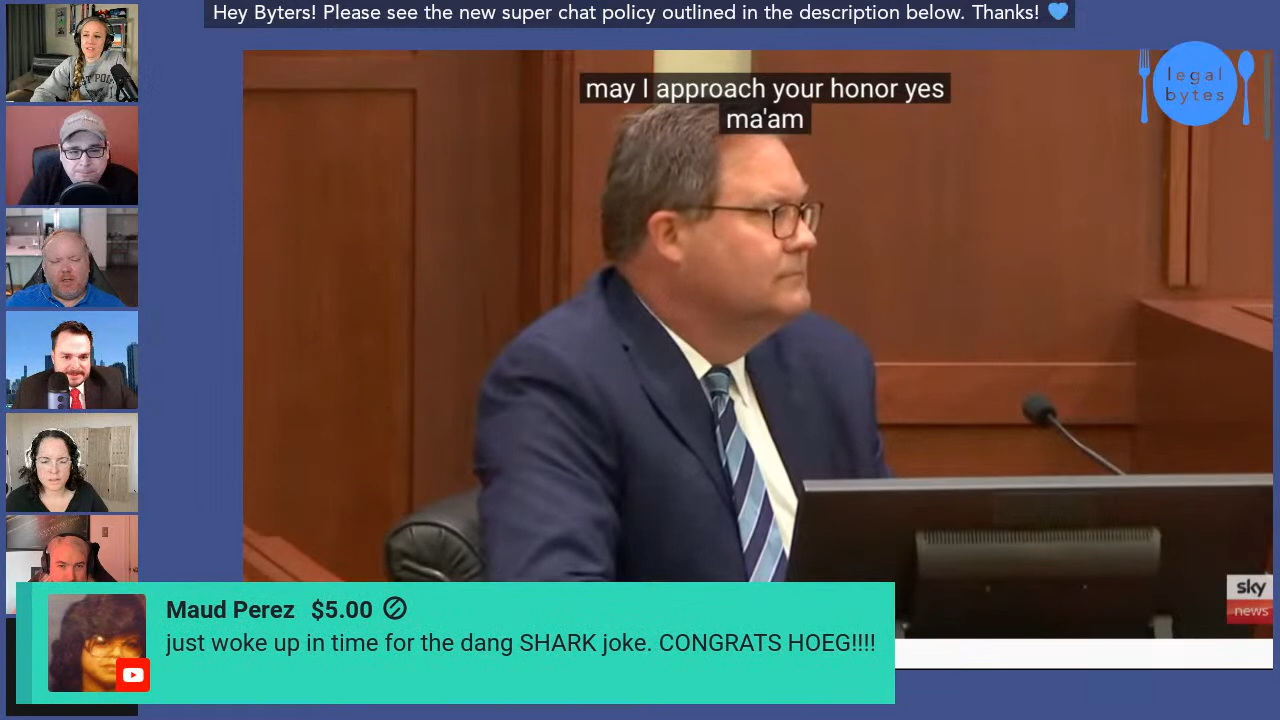 Hey Byters! Please see the new super chat policy outlined in the description below. Thanks! 💙
may I approach your honor yes
ma'am
legal
bytes
sky
news
Maud Perez $5.00
just woke up in time for the dang SHARK joke. CONGRATS HOEG!!!!